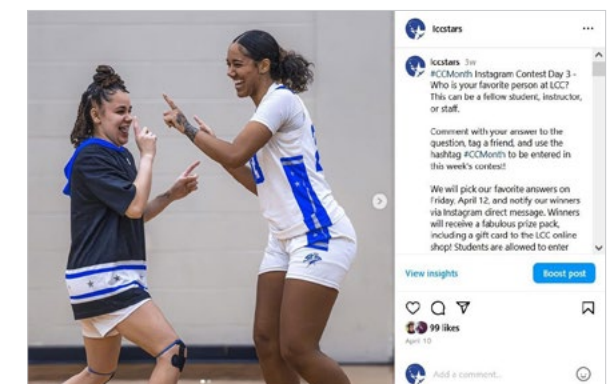 lccstars
lccstars 3w
#CCMonth Instagram Contest Day 3 -
Who is your favorite person at LCC?
This can be a fellow student, instructor,
or staff.
Comment with your answer to the
question, tag a friend, and use the
hashtag #CCMonth to be entered in
this week's contest!
We will pick our favorite answers on
Friday, April 12, and notify our winners
via Instagram direct message. Winners
will receive a fabulous prize pack,
including a gift card to the LCC online
shop! Students are allowed to enter
View insights
Boost post
99 likes
April 10
Add a comment...